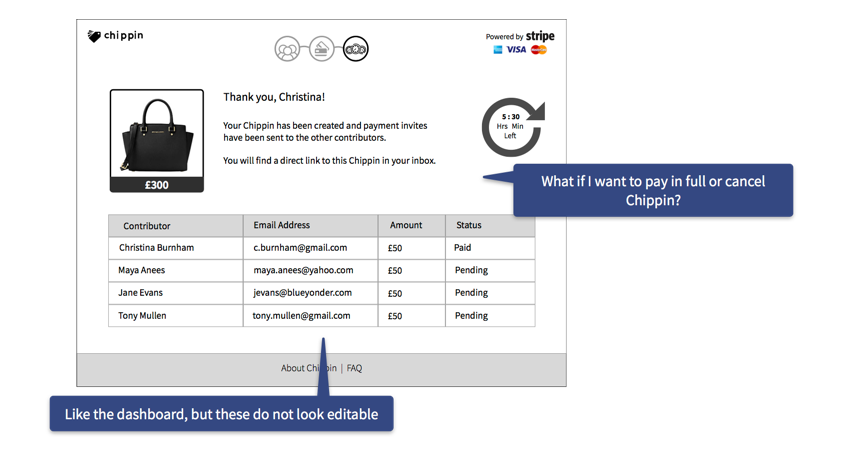 chippin
Powered by stripe
VISA
Thank you, Christina!
Your Chippin has been created and payment invites
have been sent to the other contributors.
You will find a direct link to this Chippin in your inbox.
£300
5 : 30
Hrs Min
Left
What if I want to pay in full or cancel
Chippin?
Contributor Email Address Amount Status
Christina Burnham c.burnham@gmail.com £50 Paid
Maya Anees maya.anees@yahoo.com £50 Pending
Jane Evans jevans@blueyonder.com £50 Pending
Tony Mullen tony.mullen@gmail.com £50 Pending
About Chippin | FAQ
Like the dashboard, but these do not look editable